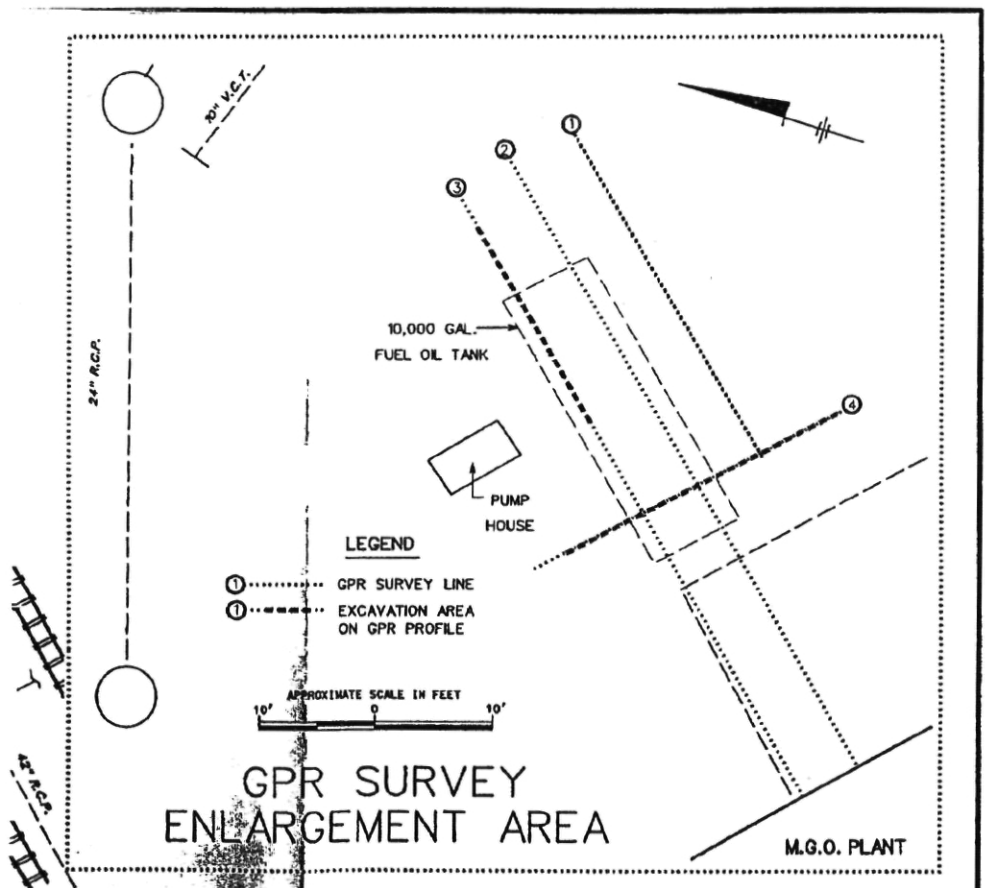 10" V.C.T.
1
2
3
24" R.C.P.
10,000 GAL.
FUEL OIL TANK
4
PUMP
HOUSE
LEGEND
1 GPR SURVEY LINE
1 EXCAVATION AREA
ON GPR PROFILE
APPROXIMATE SCALE IN FEET
10' 0 10'
42" R.C.P.
GPR SURVEY
ENLARGEMENT AREA
M.G.O. PLANT